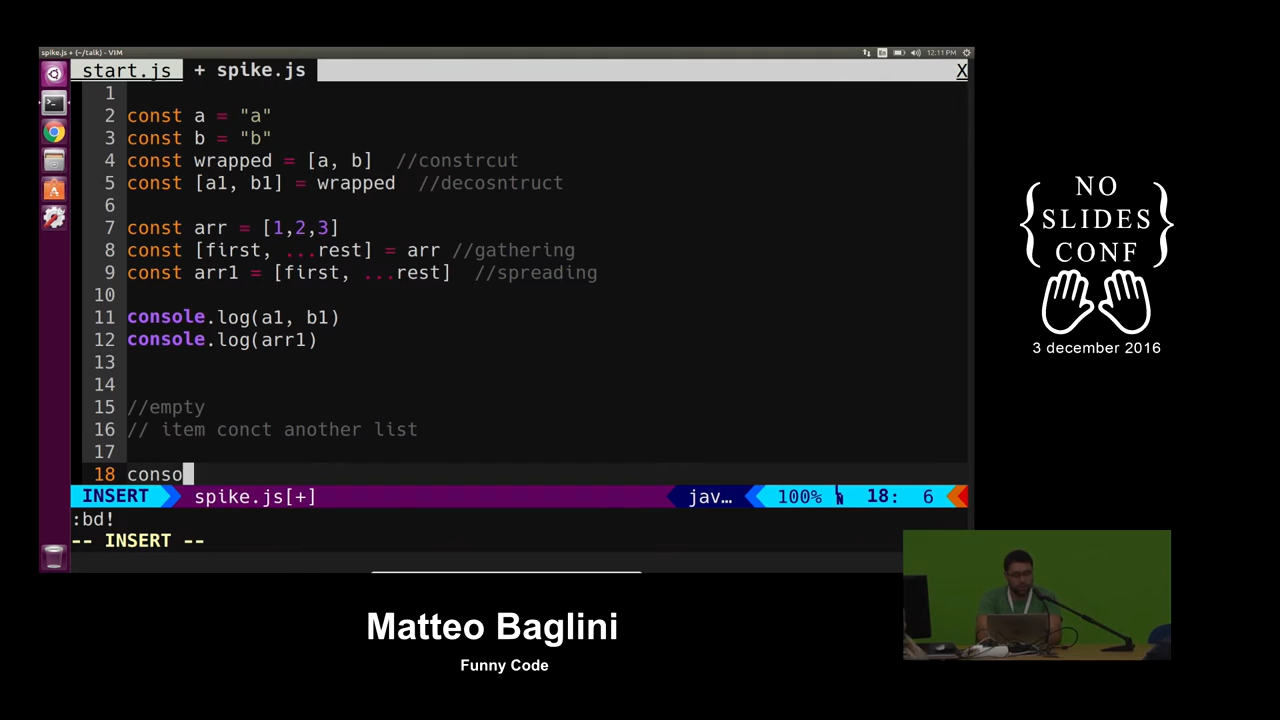 spike.js + (~/talk) - VIM
En
12:11 PM
start.js + spike.js X
1
2 const a = "a"
3 const b = "b"
4 const wrapped = [a, b] //constrcut
5 const [a1, b1] = wrapped //decosntruct
6
7 const arr = [1,2,3]
8 const [first, ...rest] = arr //gathering
9 const arr1 = [first, ...rest] //spreading
10
11 console.log(a1, b1)
12 console.log(arr1)
13
14
15 //empty
16 // item conct another list
17
18 conso
INSERT spike.js[+] jav… 100% 18: 6
:bd!
-- INSERT --
NO
SLIDES
CONF
3 december 2016
Matteo Baglini
Funny Code